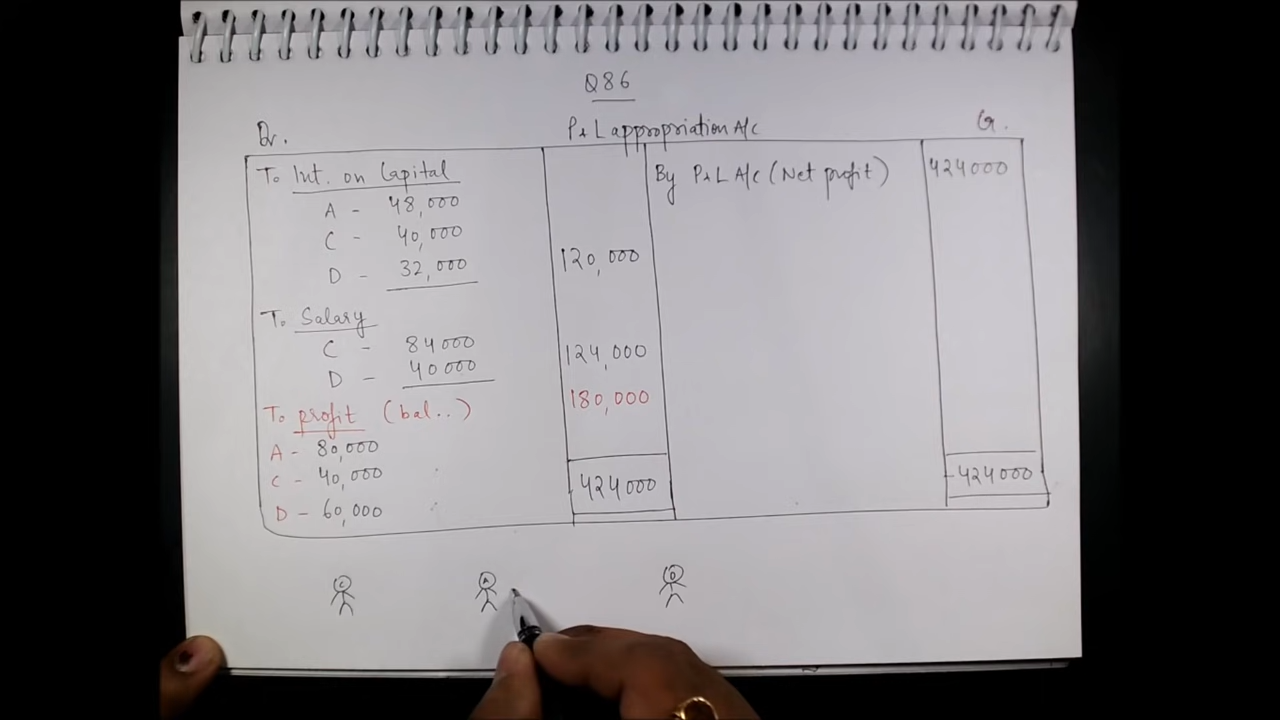 Q86
Dr.
P & L appropriation A/c
Cr.
To Int. on Capital
A - 48,000
C - 40,000
D - 32,000
120,000
To Salary
C - 84000
D - 40000
124,000
To profit (bal..)
180,000
A - 80,000
C - 40,000
D - 60,000
424000
By P & L A/c (Net profit)
424000
424000
C
A
D